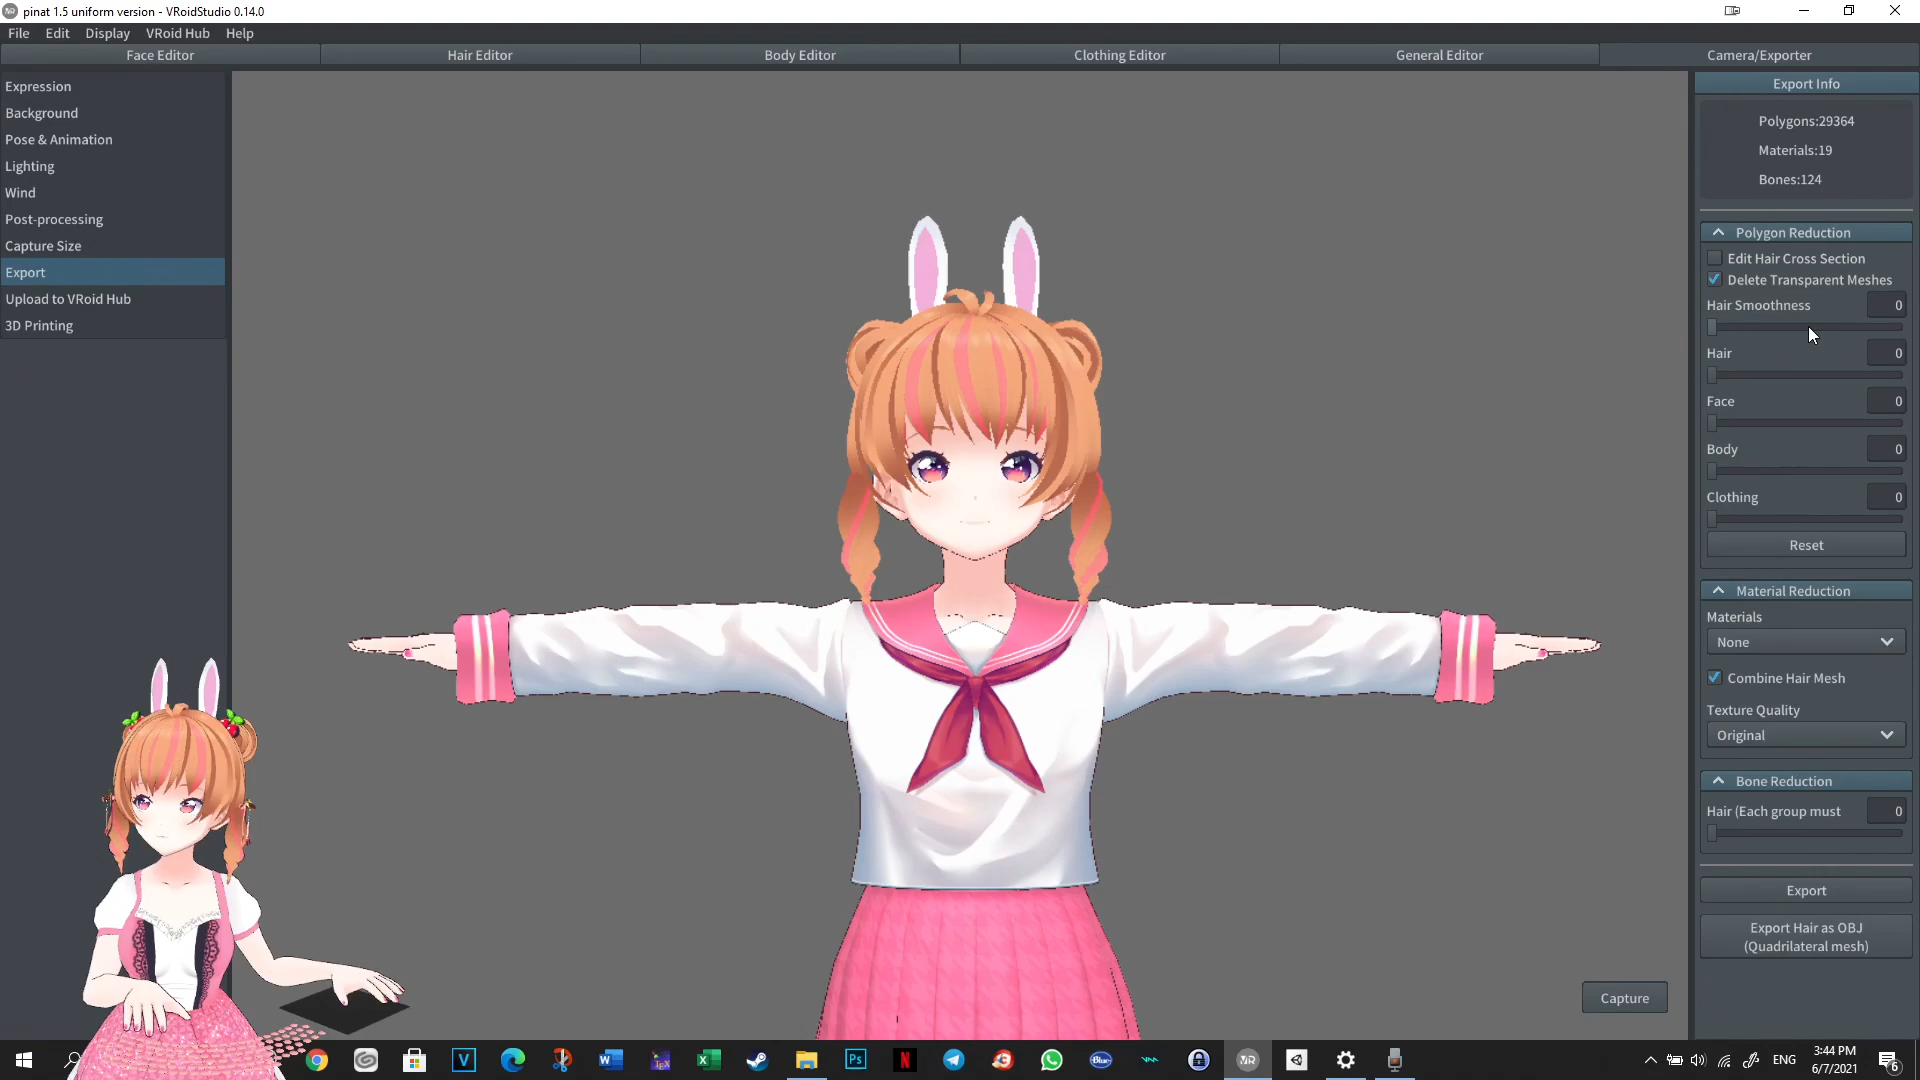 pinat 1.5 uniform version - VRoidStudio 0.14.0
File Edit Display VRoid Hub Help
Face Editor Hair Editor Body Editor Clothing Editor General Editor Camera/Exporter
Expression
Background
Pose & Animation
Lighting
Wind
Post-processing
Capture Size
Export
Upload to VRoid Hub
3D Printing
Export Info
Polygons:29364
Materials:19
Bones:124
Polygon Reduction
Edit Hair Cross Section
Delete Transparent Meshes
Hair Smoothness 0
Hair 0
Face 0
Body 0
Clothing 0
Reset
Material Reduction
Materials
None
Combine Hair Mesh
Texture Quality
Original
Bone Reduction
Hair (Each group must 0
Export
Export Hair as OBJ
(Quadrilateral mesh)
Capture
ENG
3:44 PM
6/7/2021
6